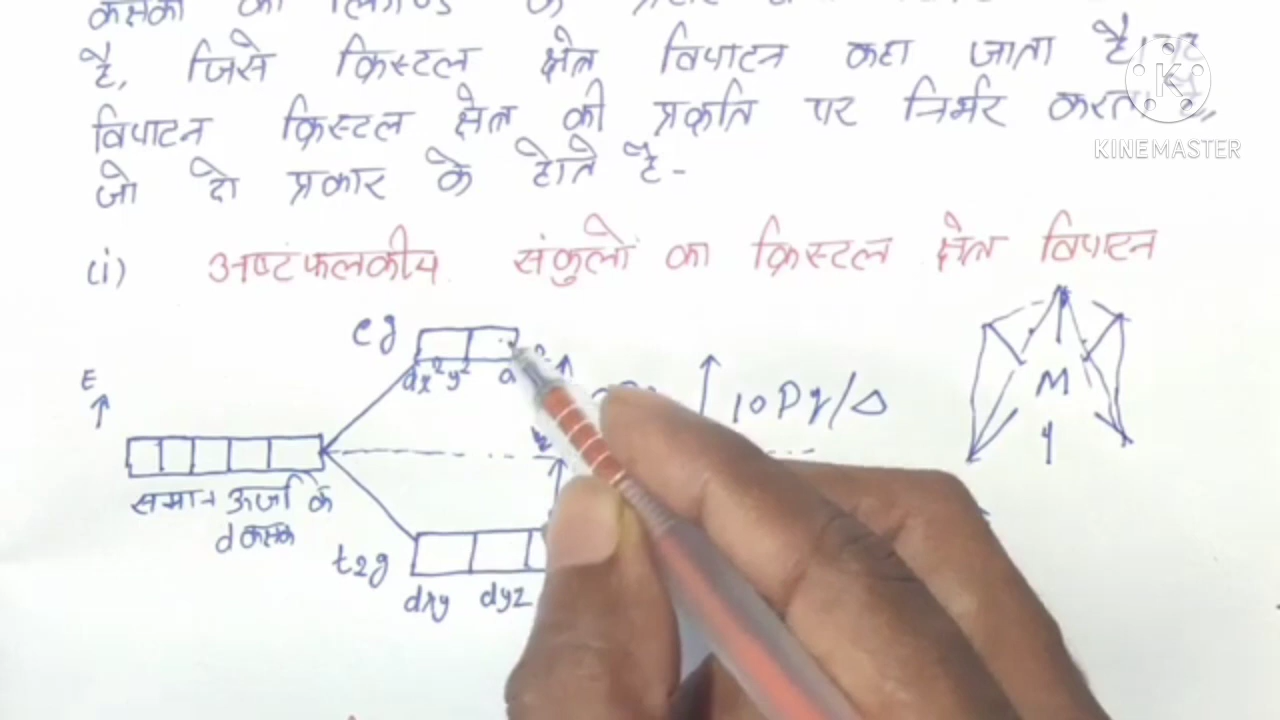 है, जिसे क्रिस्टल क्षेत्र विपाटन कहा जाता है।
विपाटन क्रिस्टल क्षेत्र की प्रकृति पर निर्भर करता
जो दो प्रकार के होते है-
(i) अष्टफलकीय संकुलों का क्रिस्टल क्षेत्र विपाटन
eg
dx²y²
E
10Dq/Δ
M
समान ऊर्जा के
d कक्षक
t2g
dxy dyz
K
KINEMASTER